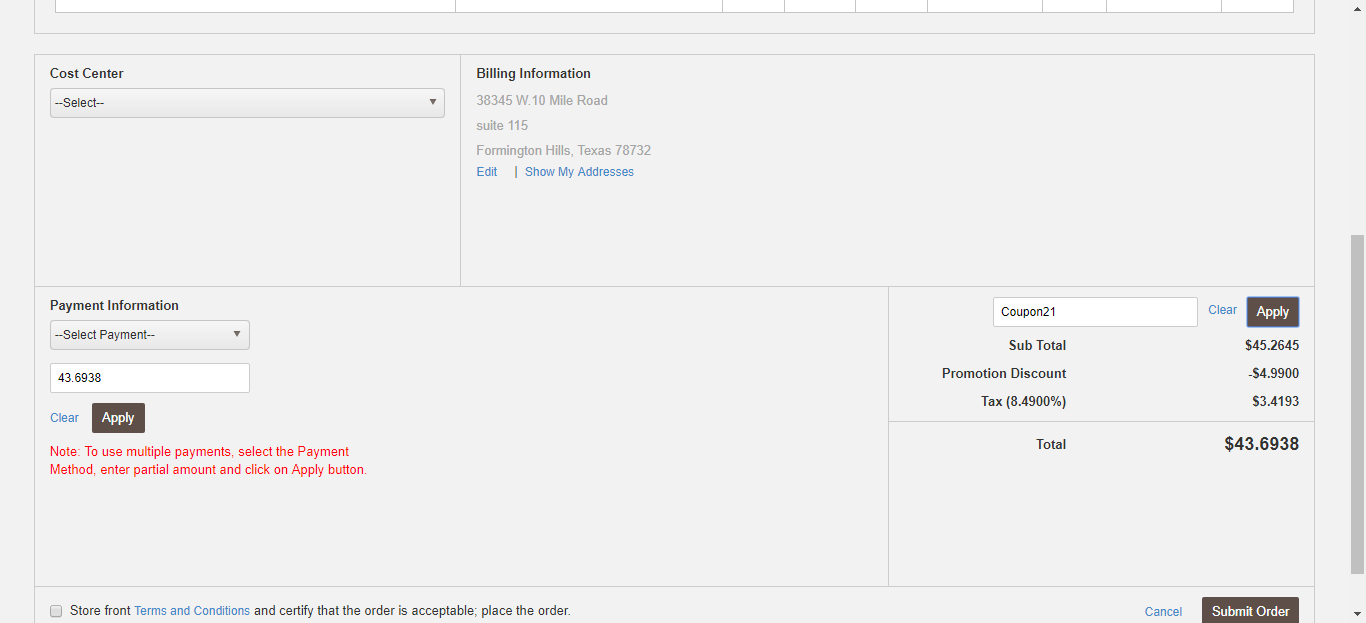 Cost Center
--Select--
Billing Information
38345 W.10 Mile Road
suite 115
Formington Hills, Texas 78732
Edit | Show My Addresses
Payment Information
--Select Payment--
43.6938
Clear Apply
Note: To use multiple payments, select the Payment
Method, enter partial amount and click on Apply button.
Coupon21 Clear Apply
Sub Total $45.2645
Promotion Discount -$4.9900
Tax (8.4900%) $3.4193
Total $43.6938
Store front Terms and Conditions and certify that the order is acceptable; place the order.
Cancel Submit Order